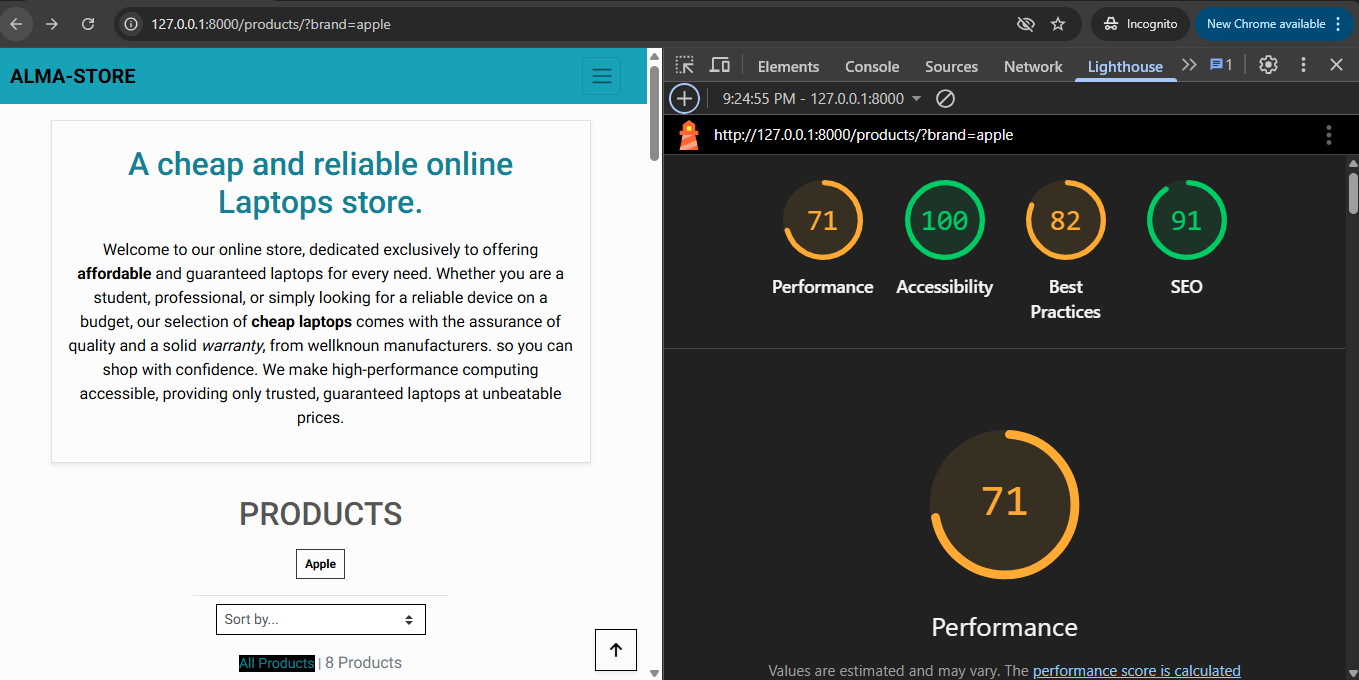 127.0.0.1:8000/products/?brand=apple
Incognito
New Chrome available
ALMA-STORE
A cheap and reliable online
Laptops store.
Welcome to our online store, dedicated exclusively to offering
affordable and guaranteed laptops for every need. Whether you are a
student, professional, or simply looking for a reliable device on a
budget, our selection of cheap laptops comes with the assurance of
quality and a solid warranty, from wellknoun manufacturers. so you can
shop with confidence. We make high-performance computing
accessible, providing only trusted, guaranteed laptops at unbeatable
prices.
PRODUCTS
Apple
Sort by...
All Products | 8 Products
Elements Console Sources Network Lighthouse 1
9:24:55 PM - 127.0.0.1:8000
http://127.0.0.1:8000/products/?brand=apple
71 100 82 91
Performance Accessibility Best Practices SEO
71
Performance
Values are estimated and may vary. The performance score is calculated